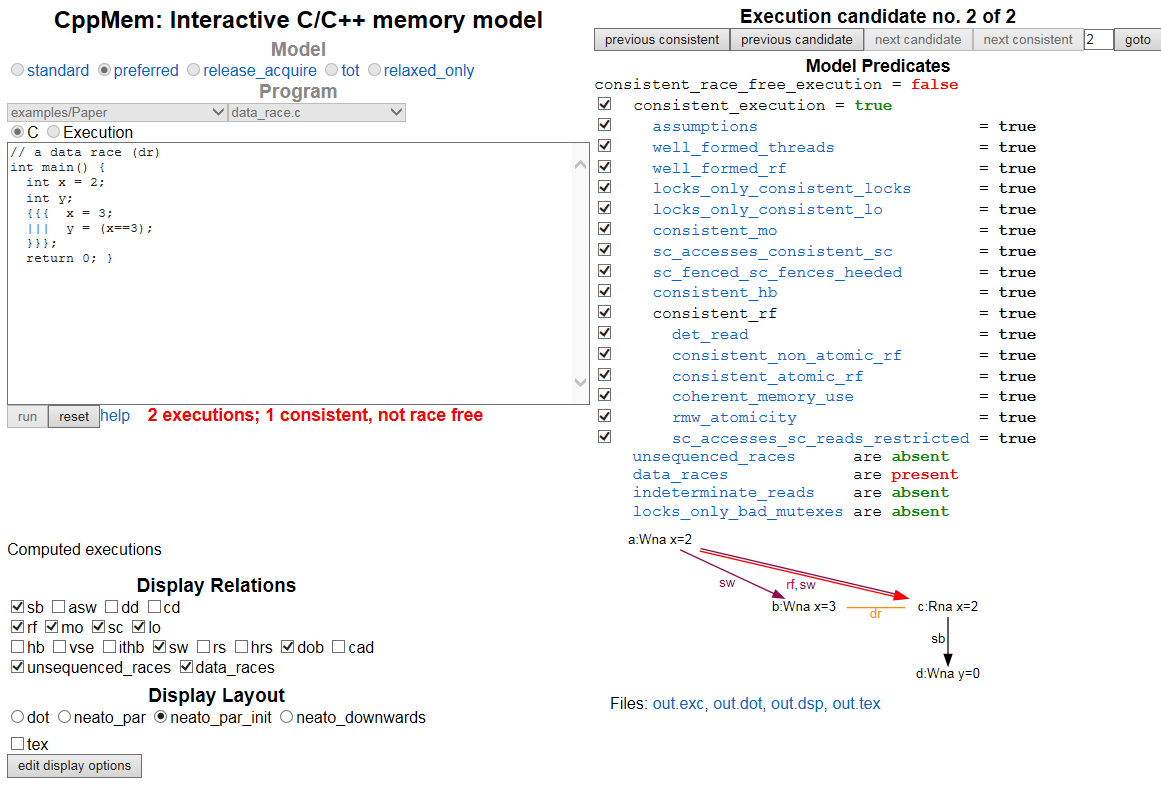 CppMem: Interactive C/C++ memory model
Model
standard preferred release_acquire tot relaxed_only
Program
examples/Paper data_race.c
C Execution
// a data race (dr)
int main() {
  int x = 2;
  int y;
  {{{  x = 3;
  |||  y = (x==3);
  }}};
  return 0; }
run reset help 2 executions; 1 consistent, not race free
Computed executions
Display Relations
sb asw dd cd
rf mo sc lo
hb vse ithb sw rs hrs dob cad
unsequenced_races data_races
Display Layout
dot neato_par neato_par_init neato_downwards
tex
edit display options
Execution candidate no. 2 of 2
previous consistent previous candidate next candidate next consistent 2 goto
Model Predicates
consistent_race_free_execution = false
consistent_execution = true
assumptions = true
well_formed_threads = true
well_formed_rf = true
locks_only_consistent_locks = true
locks_only_consistent_lo = true
consistent_mo = true
sc_accesses_consistent_sc = true
sc_fenced_sc_fences_heeded = true
consistent_hb = true
consistent_rf = true
det_read = true
consistent_non_atomic_rf = true
consistent_atomic_rf = true
coherent_memory_use = true
rmw_atomicity = true
sc_accesses_sc_reads_restricted = true
unsequenced_races are absent
data_races are present
indeterminate_reads are absent
locks_only_bad_mutexes are absent
a:Wna x=2
sw rf,sw
b:Wna x=3 dr c:Rna x=2
sb
d:Wna y=0
Files: out.exc, out.dot, out.dsp, out.tex